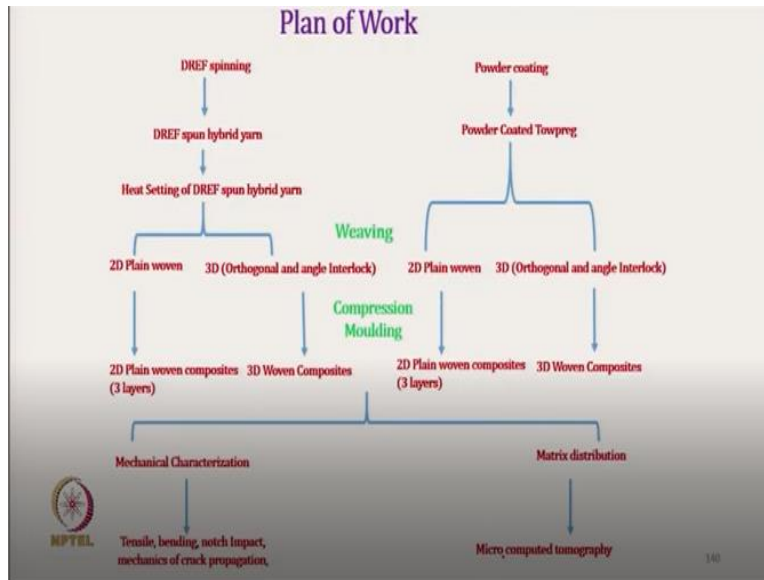 Plan of Work
DREF spinning
Powder coating
DREF spun hybrid yarn
Powder Coated Towpreg
Heat Setting of DREF spun hybrid yarn
Weaving
2D Plain woven
3D (Orthogonal and angle Interlock)
2D Plain woven
3D (Orthogonal and angle Interlock)
Compression
Moulding
2D Plain woven composites
(3 layers)
3D Woven Composites
2D Plain woven composites
(3 layers)
3D Woven Composites
Mechanical Characterization
Matrix distribution
Tensile, bending, notch Impact,
mechanics of crack propagation,
Micro computed tomography
NPTEL
140